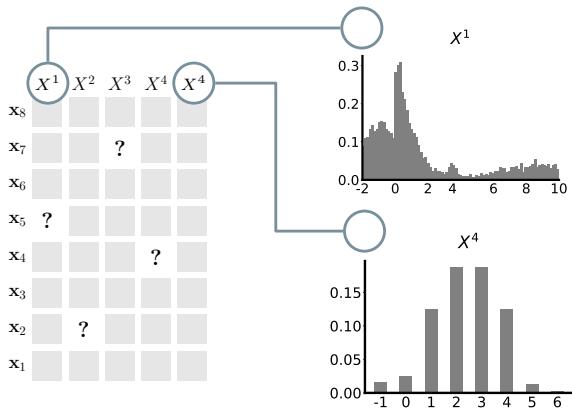 X¹
X¹ X² X³ X⁴ X⁴
x₈
x₇ ?
x₆
x₅ ?
x₄ ?
x₃
x₂ ?
x₁
0.3
0.2
0.1
0.0
-2 0 2 4 6 8 10
X⁴
0.15
0.10
0.05
0.00
-1 0 1 2 3 4 5 6